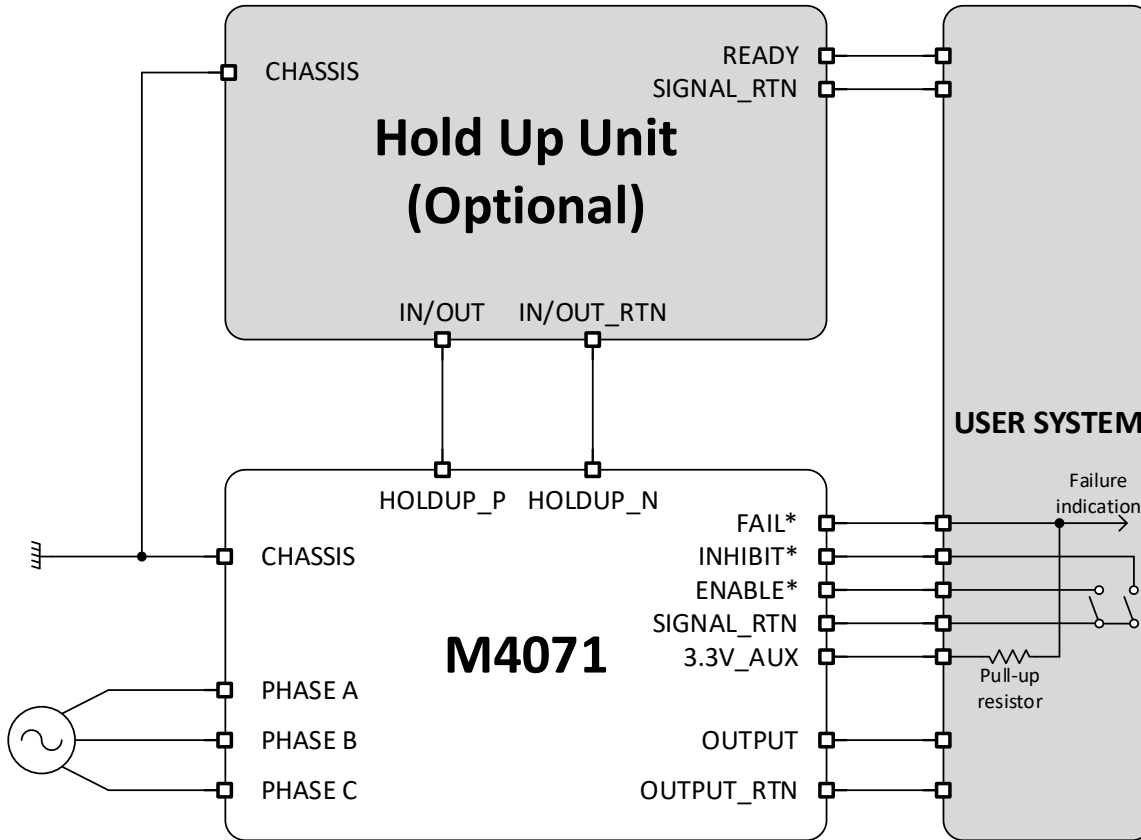 READY
CHASSIS
SIGNAL_RTN
Hold Up Unit
(Optional)
IN/OUT IN/OUT_RTN
USER SYSTEM
HOLDUP_P HOLDUP_N
Failure
indication
FAIL*
INHIBIT*
CHASSIS
ENABLE*
SIGNAL_RTN
M4071
3.3V_AUX
Pull-up
resistor
PHASE A
PHASE B
OUTPUT
PHASE C
OUTPUT_RTN